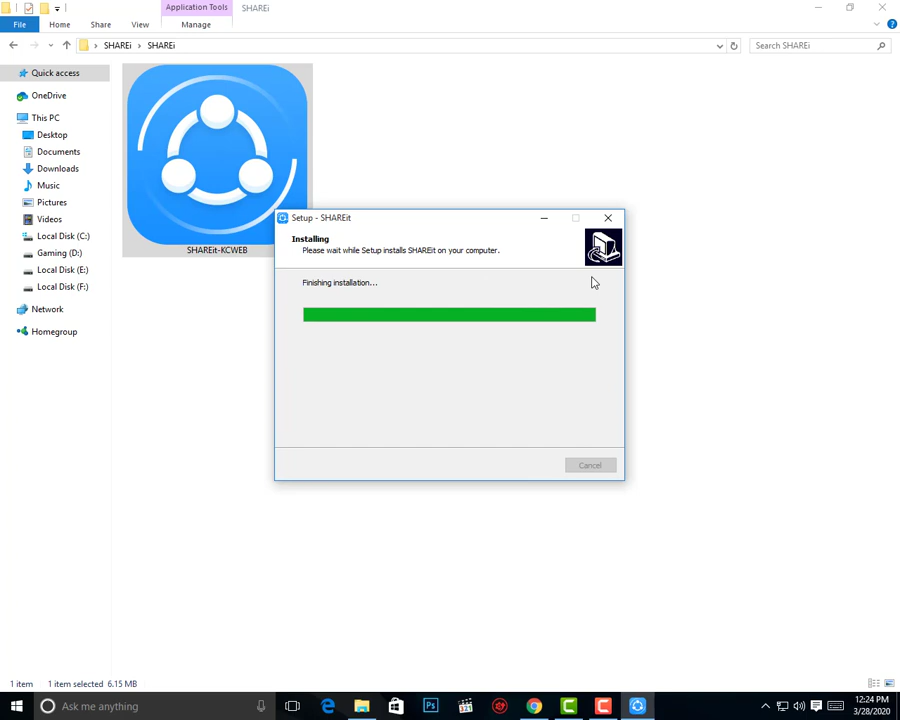 Application Tools
SHAREi
File
Home
Share
View
Manage
SHAREi
SHAREi
Search SHAREi
Quick access
OneDrive
This PC
Desktop
Documents
Downloads
Music
Pictures
Videos
Local Disk (C:)
Gaming (D:)
Local Disk (E:)
Local Disk (F:)
Network
Homegroup
SHAREit-KCWEB
Setup - SHAREit
Installing
Please wait while Setup installs SHAREit on your computer.
Finishing installation...
Cancel
1 item
1 item selected 6.15 MB
Ask me anything
Ps
12:24 PM
3/28/2020